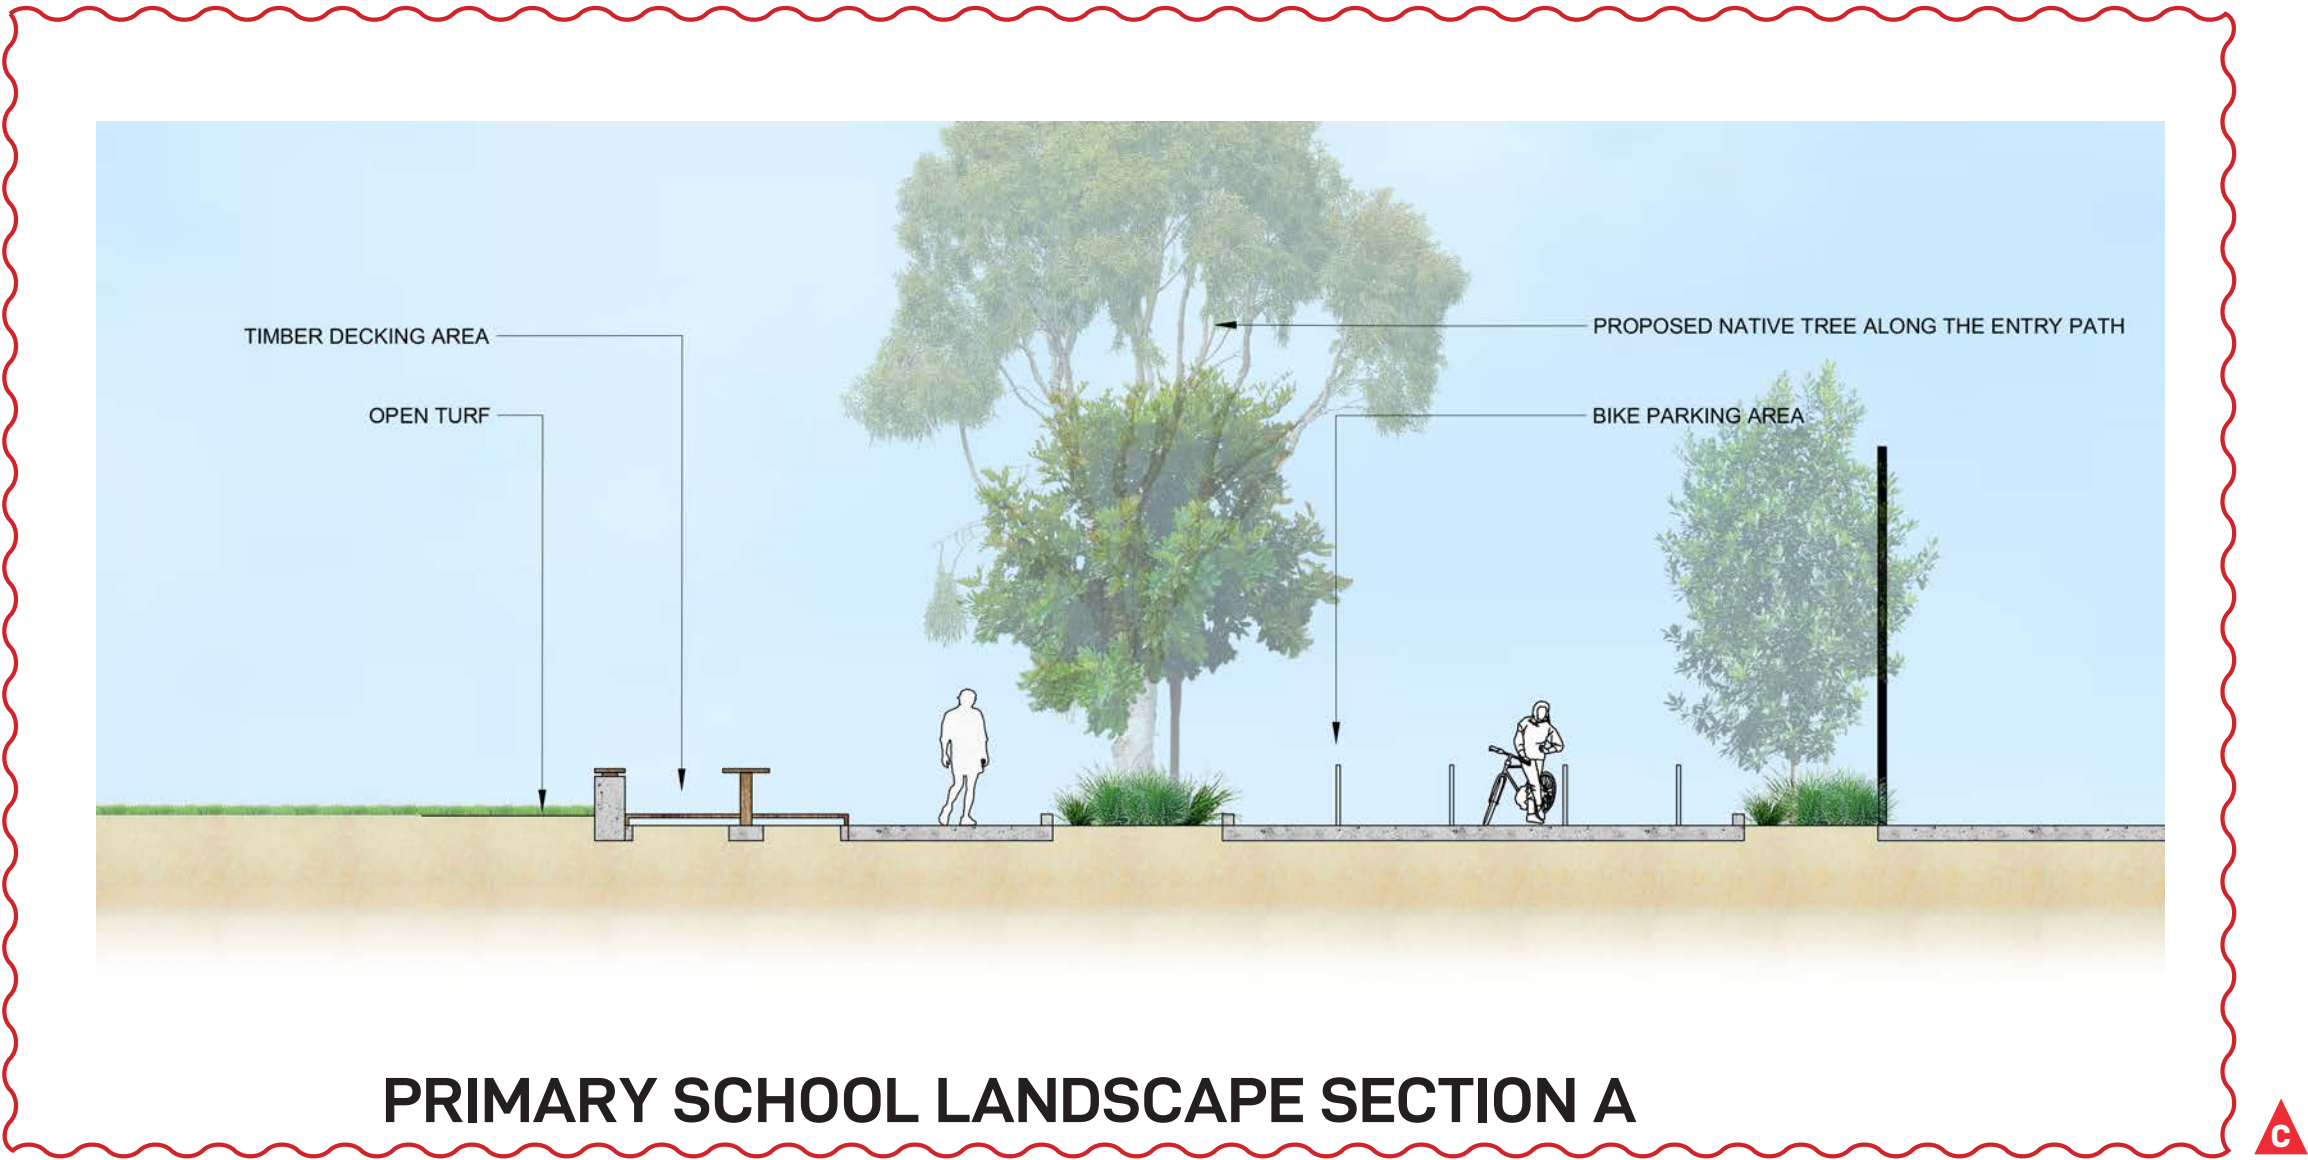 TIMBER DECKING AREA
PROPOSED NATIVE TREE ALONG THE ENTRY PATH
OPEN TURF
BIKE PARKING AREA
PRIMARY SCHOOL LANDSCAPE SECTION A
C